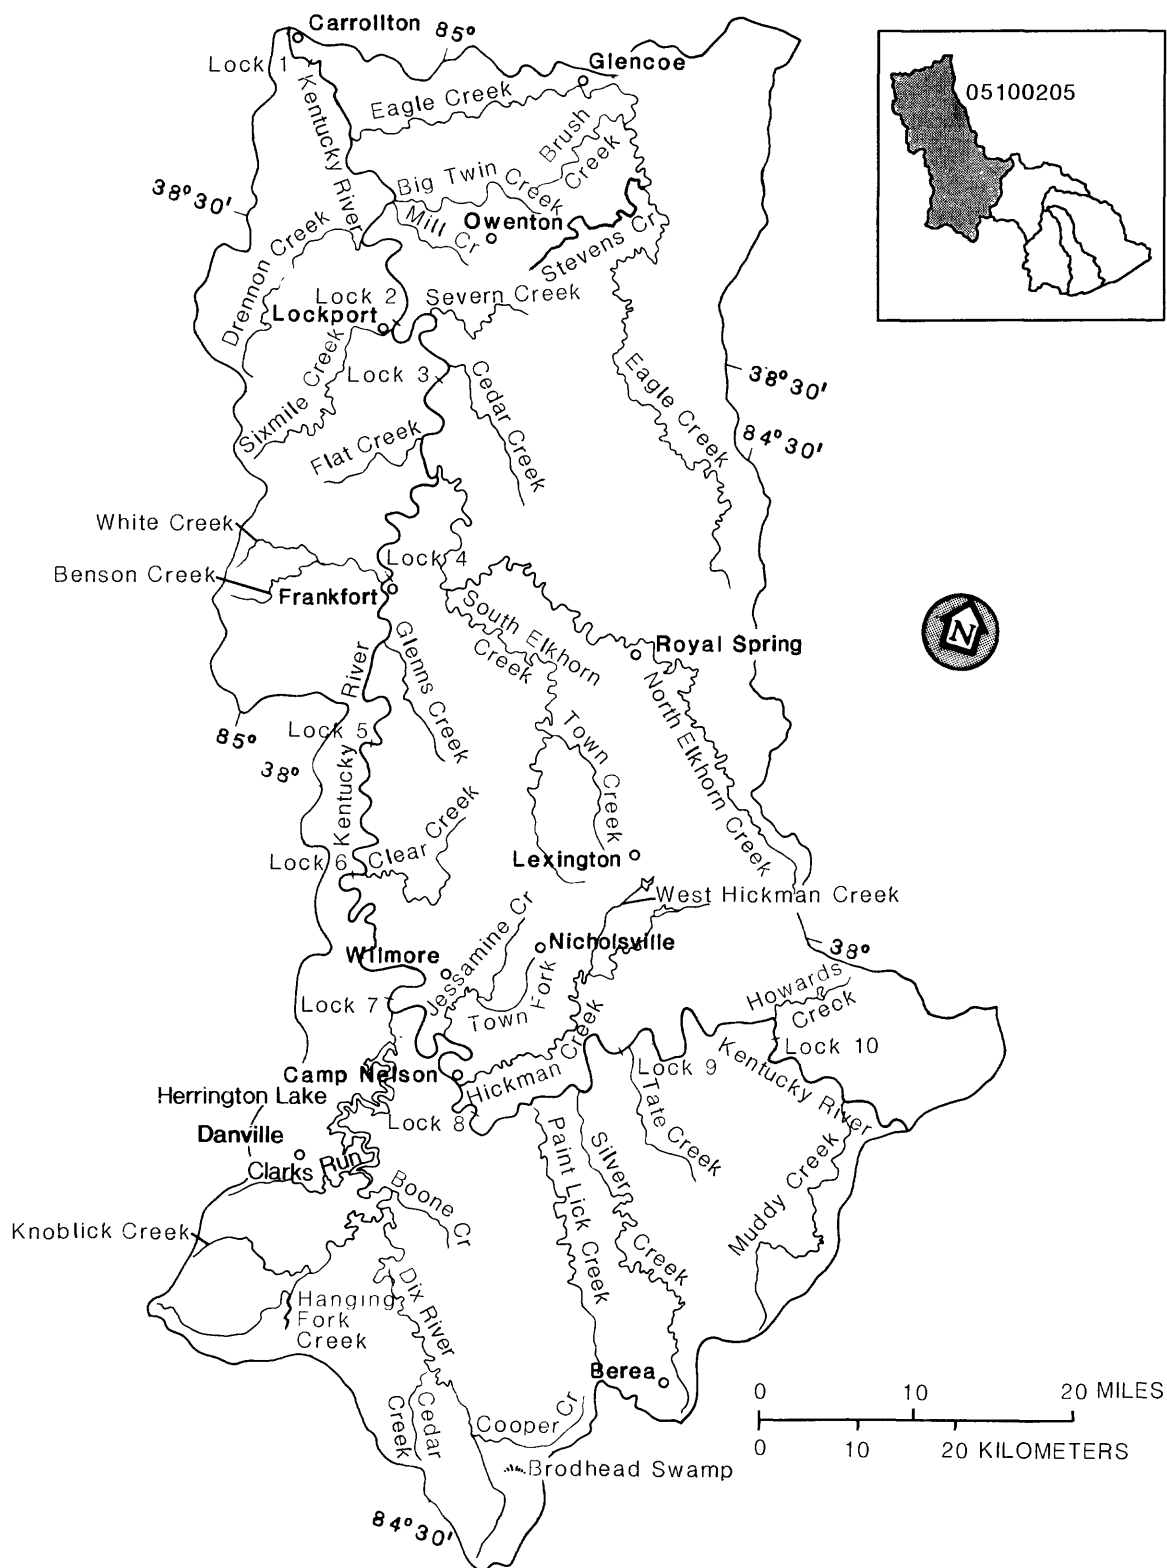 Carrollton
85°
Glencoe
Lock 1
Kentucky River
Eagle Creek
Brush Creek
05100205
38°30'
Big Twin Creek
Mill Cr
Owenton
Stevens Cr
Drennon Creek
Lock 2
Severn Creek
Lockport
Sixmile Creek
Lock 3
Cedar Creek
Eagle Creek
38°30'
84°30'
Flat Creek
White Creek
Benson Creek
Lock 4
Frankfort
South Elkhorn
Creek
Royal Spring
N
Glenns Creek
River
Kentucky
North Elkhorn Creek
Town Creek
Lock 5
85°
38°
Clear Creek
Lock 6
Lexington
West Hickman Creek
Jessamine Cr
Wilmore
Nicholsville
38°
Lock 7
Town Fork
Howards
Creck
Lock 10
Camp Nelson
Hickman Creek
Lock 9
Kentucky River
Herrington Lake
Lock 8
Tate Creek
Danville
Clarks Run
Paint Lick Creek
Silver Creek
Muddy Creek
Boone Cr
Knoblick Creek
Dix River
Hanging
Fork
Creek
Berea
Cedar
Creek
Cooper Cr
Brodhead Swamp
84°30'
0 10 20 MILES
0 10 20 KILOMETERS